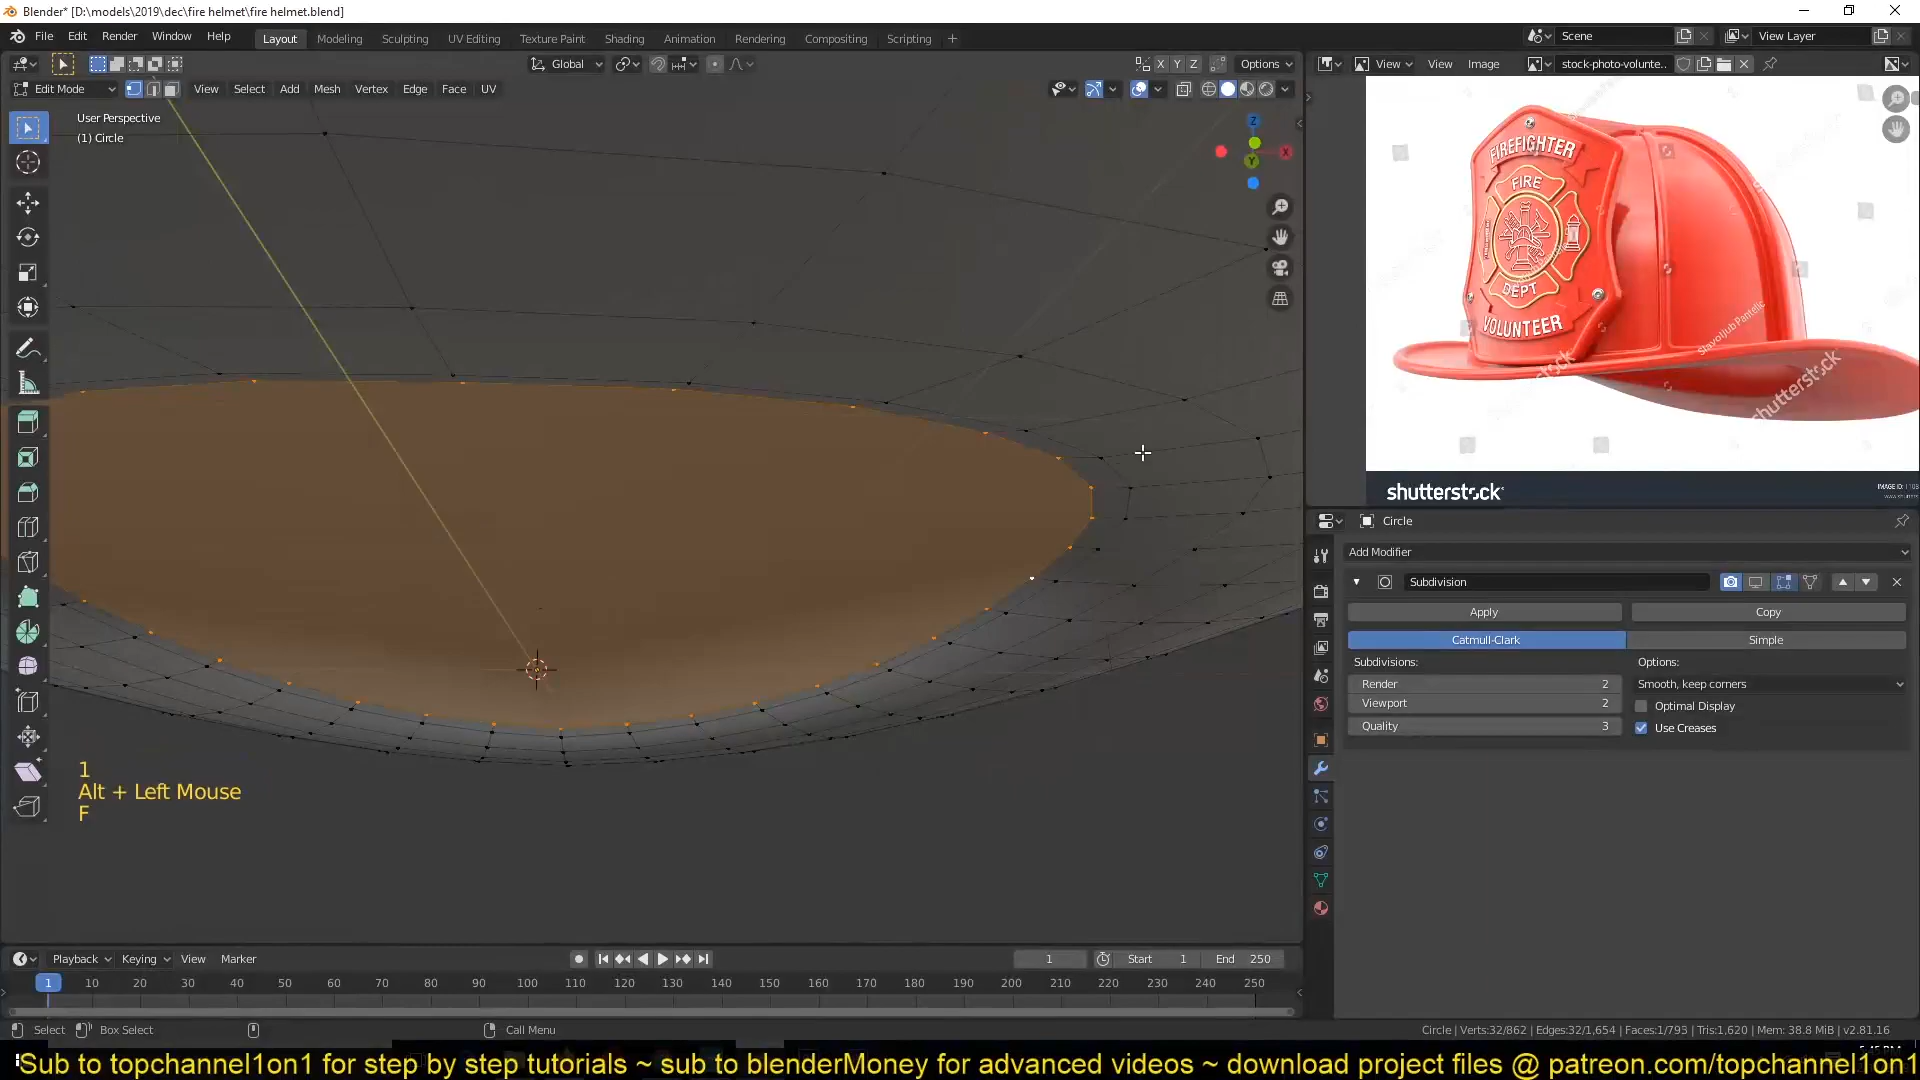 Blender* [D:\models\2019\dec\fire helmet\fire helmet.blend]
File Edit Render Window Help Layout Modeling Sculpting UV Editing Texture Paint Shading Animation Rendering Compositing Scripting Scene View Layer
Global X Y Z Options View View Image stock-photo-volunte..
Edit Mode View Select Add Mesh Vertex Edge Face UV
User Perspective
(1) Circle
Z
X
Y
FIREFIGHTER
FIRE
DEPT
VOLUNTEER
shutterstock
Slavoljub Pantelic
shutterstock
shutterstock
Circle
Add Modifier
Subdivision
Apply Copy
Catmull-Clark Simple
Subdivisions: Options:
Render 2 Smooth, keep corners
Viewport 2 Optimal Display
Quality 3 Use Creases
1
Alt + Left Mouse
F
Playback Keying View Marker 1 Start 1 End 250
1 10 20 30 40 50 60 70 80 90 100 110 120 130 140 150 160 170 180 190 200 210 220 230 240 250
Select Box Select Call Menu Circle | Verts:32/862 | Edges:32/1,654 | Faces:1/793 | Tris:1,620 | Mem: 38.8 MiB | v2.81.16
Sub to topchannel1on1 for step by step tutorials ~ sub to blenderMoney for advanced videos ~ download project files @ patreon.com/topchannel1on1